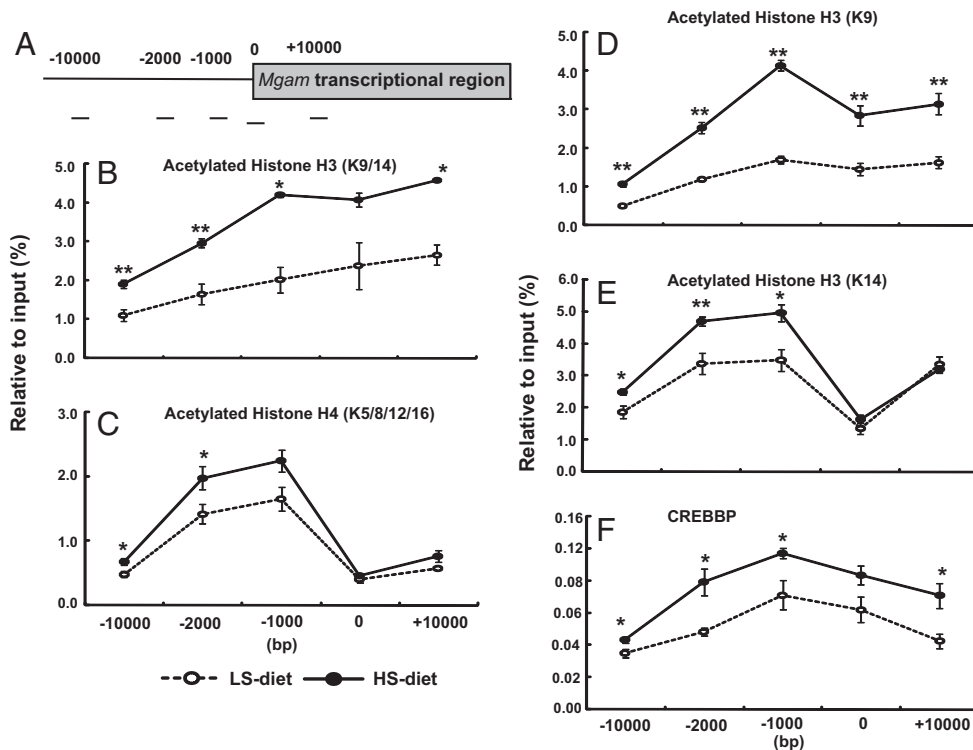 A
-10000 -2000 -1000 0 +10000
Mgam transcriptional region
B
Acetylated Histone H3 (K9/14)
5.0
4.0
3.0
2.0
1.0
0.0
** ** * *
Relative to input (%)
C
Acetylated Histone H4 (K5/8/12/16)
3.0
2.0
1.0
0.0
* *
-10000 -2000 -1000 0 +10000
(bp)
LS-diet HS-diet
D
Acetylated Histone H3 (K9)
5.0
4.0
3.0
2.0
1.0
0.0
** ** ** ** **
E
Acetylated Histone H3 (K14)
6.0
5.0
4.0
3.0
2.0
1.0
0.0
* ** *
Relative to input (%)
F
CREBBP
0.16
0.12
0.08
0.06
0.04
0.02
0.00
* * * *
-10000 -2000 -1000 0 +10000
(bp)